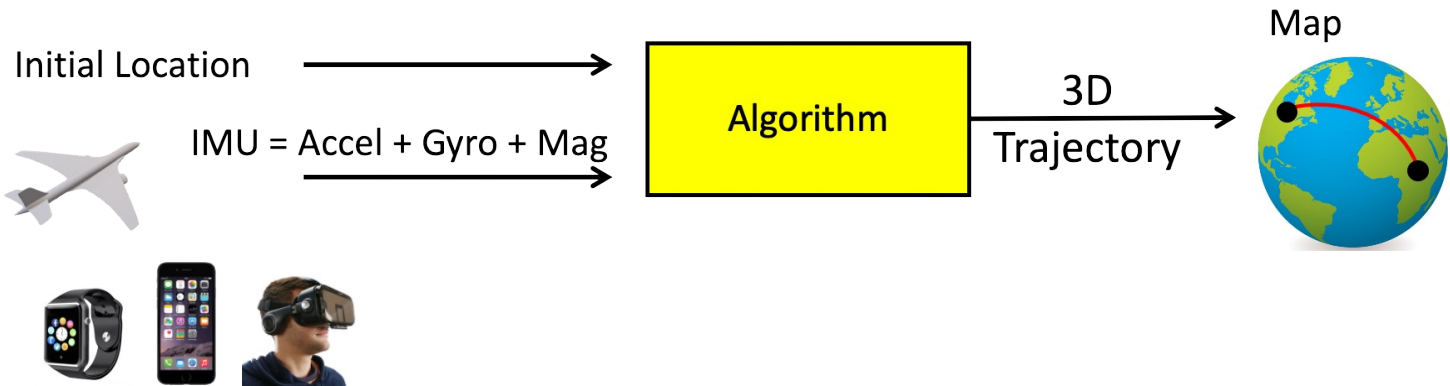 Initial Location
IMU = Accel + Gyro + Mag
Algorithm
3D
Trajectory
Map